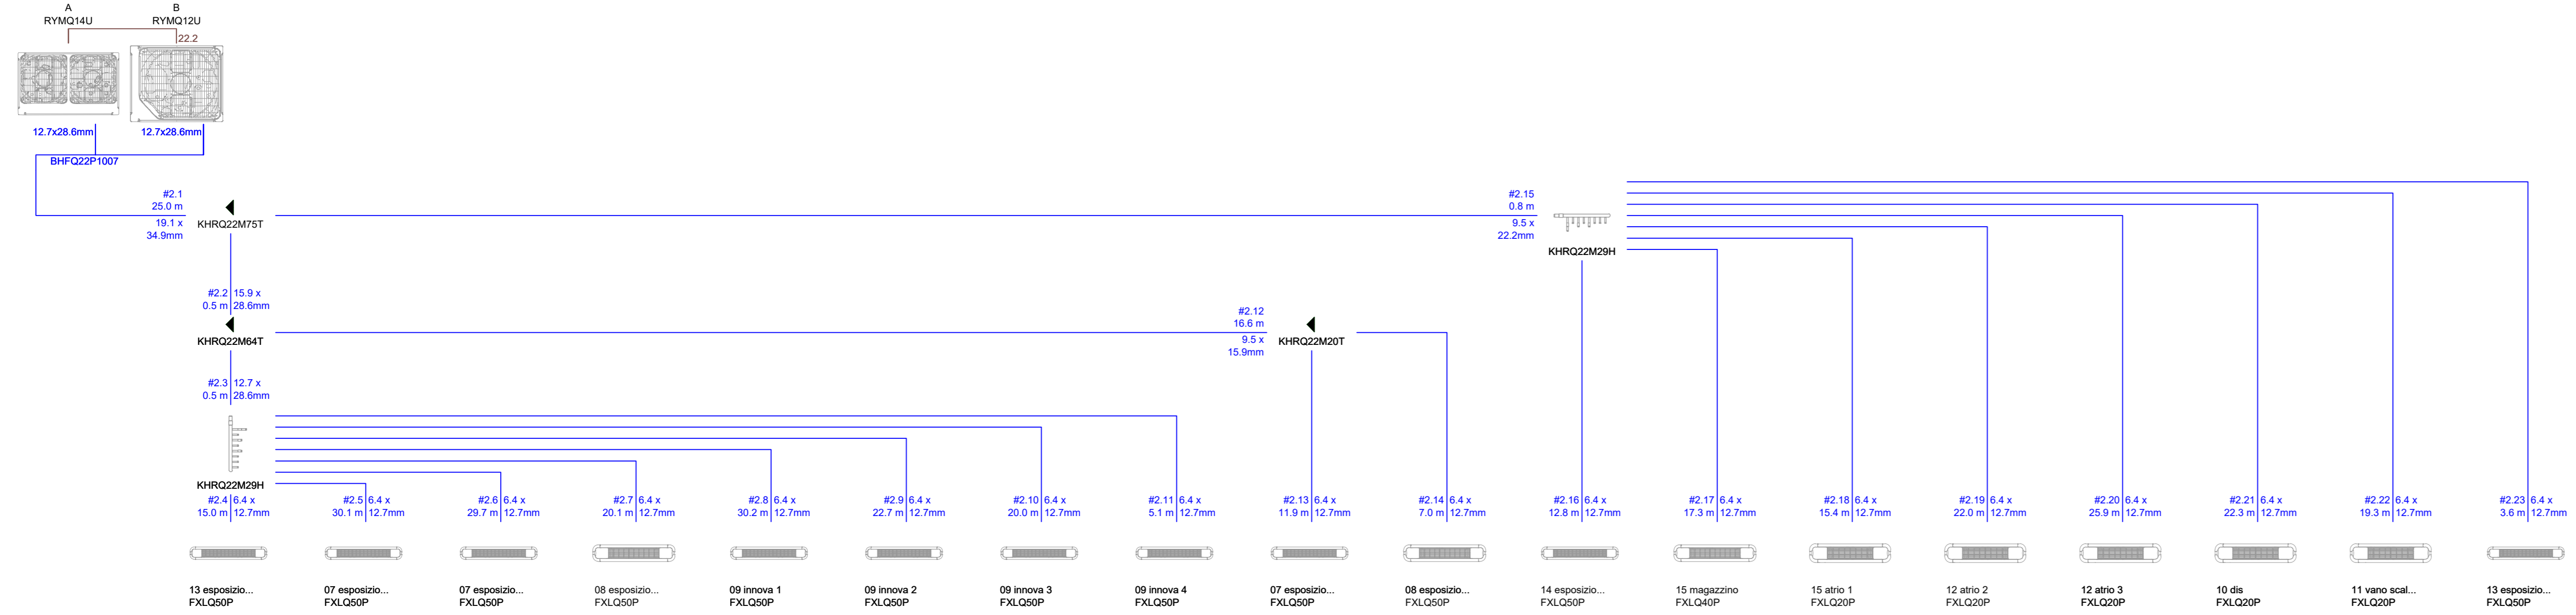 A
RYMQ14U
B
RYMQ12U
22.2
12.7x28.6mm
12.7x28.6mm
BHFQ22P1007
#2.1
25.0 m
19.1 x
34.9mm
KHRQ22M75T
#2.15
0.8 m
9.5 x
22.2mm
KHRQ22M29H
#2.2 15.9 x
0.5 m 28.6mm
KHRQ22M64T
#2.12
16.6 m
9.5 x
15.9mm
KHRQ22M20T
#2.3 12.7 x
0.5 m 28.6mm
KHRQ22M29H
#2.4 6.4 x
15.0 m 12.7mm
#2.5 6.4 x
30.1 m 12.7mm
#2.6 6.4 x
29.7 m 12.7mm
#2.7 6.4 x
20.1 m 12.7mm
#2.8 6.4 x
30.2 m 12.7mm
#2.9 6.4 x
22.7 m 12.7mm
#2.10 6.4 x
20.0 m 12.7mm
#2.11 6.4 x
5.1 m 12.7mm
#2.13 6.4 x
11.9 m 12.7mm
#2.14 6.4 x
7.0 m 12.7mm
#2.16 6.4 x
12.8 m 12.7mm
#2.17 6.4 x
17.3 m 12.7mm
#2.18 6.4 x
15.4 m 12.7mm
#2.19 6.4 x
22.0 m 12.7mm
#2.20 6.4 x
25.9 m 12.7mm
#2.21 6.4 x
22.3 m 12.7mm
#2.22 6.4 x
19.3 m 12.7mm
#2.23 6.4 x
3.6 m 12.7mm
13 esposizio...
FXLQ50P
07 esposizio...
FXLQ50P
07 esposizio...
FXLQ50P
08 esposizio...
FXLQ50P
09 innova 1
FXLQ50P
09 innova 2
FXLQ50P
09 innova 3
FXLQ50P
09 innova 4
FXLQ50P
07 esposizio...
FXLQ50P
08 esposizio...
FXLQ50P
14 esposizio...
FXLQ50P
15 magazzino
FXLQ40P
15 atrio 1
FXLQ20P
12 atrio 2
FXLQ20P
12 atrio 3
FXLQ20P
10 dis
FXLQ20P
11 vano scal...
FXLQ20P
13 esposizio...
FXLQ50P